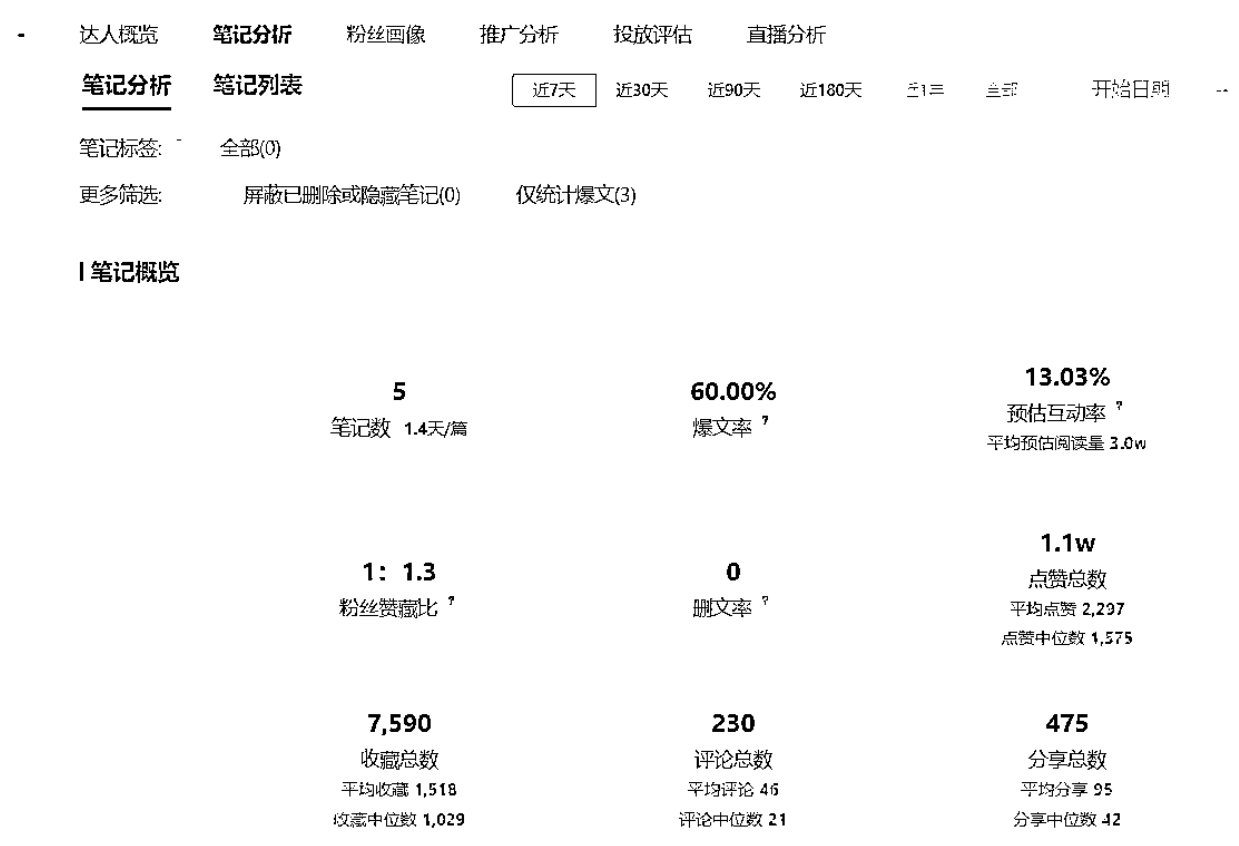 达人概览 笔记分析 粉丝画像 推广分析 投放评估 直播分析
笔记分析 笔记列表 近7天 近30天 近90天 近180天 近1年 全部 开始日期
笔记标签: 全部(0)
更多筛选: 屏蔽已删除或隐藏笔记(0) 仅统计爆文(3)
笔记概览
5
笔记数 1.4天/篇
60.00%
爆文率 ?
13.03%
预估互动率 ?
平均预估阅读量 3.0w
1: 1.3
粉丝赞藏比 ?
0
删文率 ?
1.1w
点赞总数
平均点赞 2,297
点赞中位数 1,575
7,590
收藏总数
平均收藏 1,518
收藏中位数 1,029
230
评论总数
平均评论 46
评论中位数 21
475
分享总数
平均分享 95
分享中位数 42